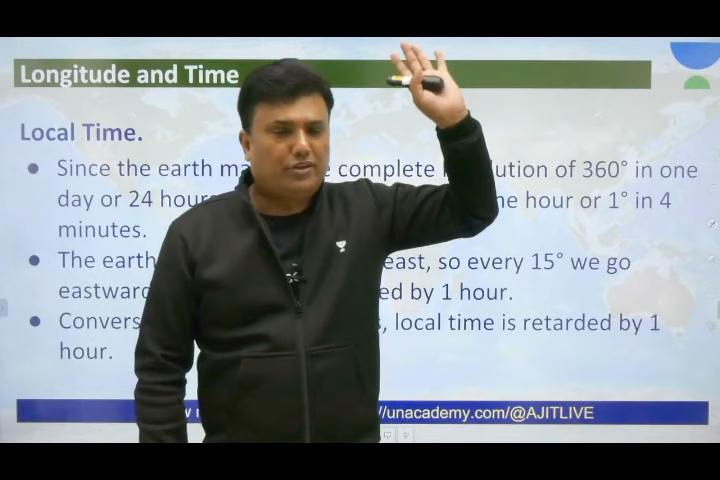 Longitude and Time
Local Time.
● Since the earth ma e complete ution of 360° in one
day or 24 hour ne hour or 1° in 4
minutes.
● The earth east, so every 15° we go
eastward ed by 1 hour.
● Convers , local time is retarded by 1
hour.
//unacademy.com/@AJITLIVE